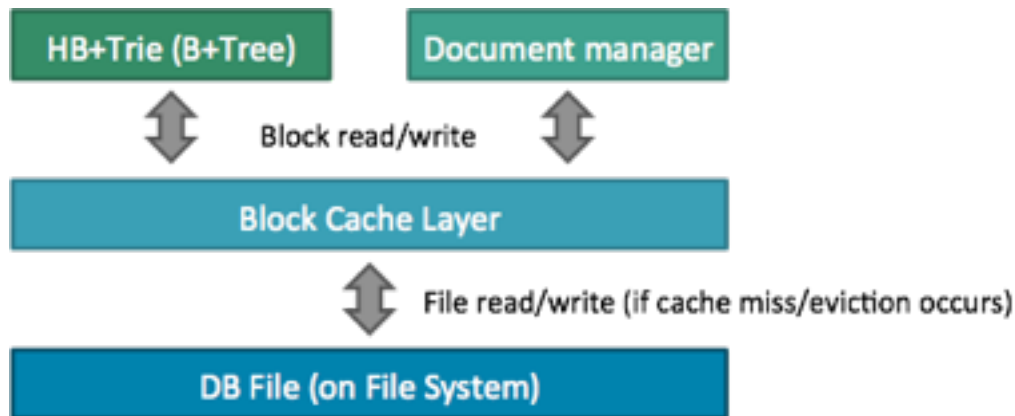 HB+Trie (B+Tree)
Document manager
Block read/write
Block Cache Layer
File read/write (if cache miss/eviction occurs)
DB File (on File System)